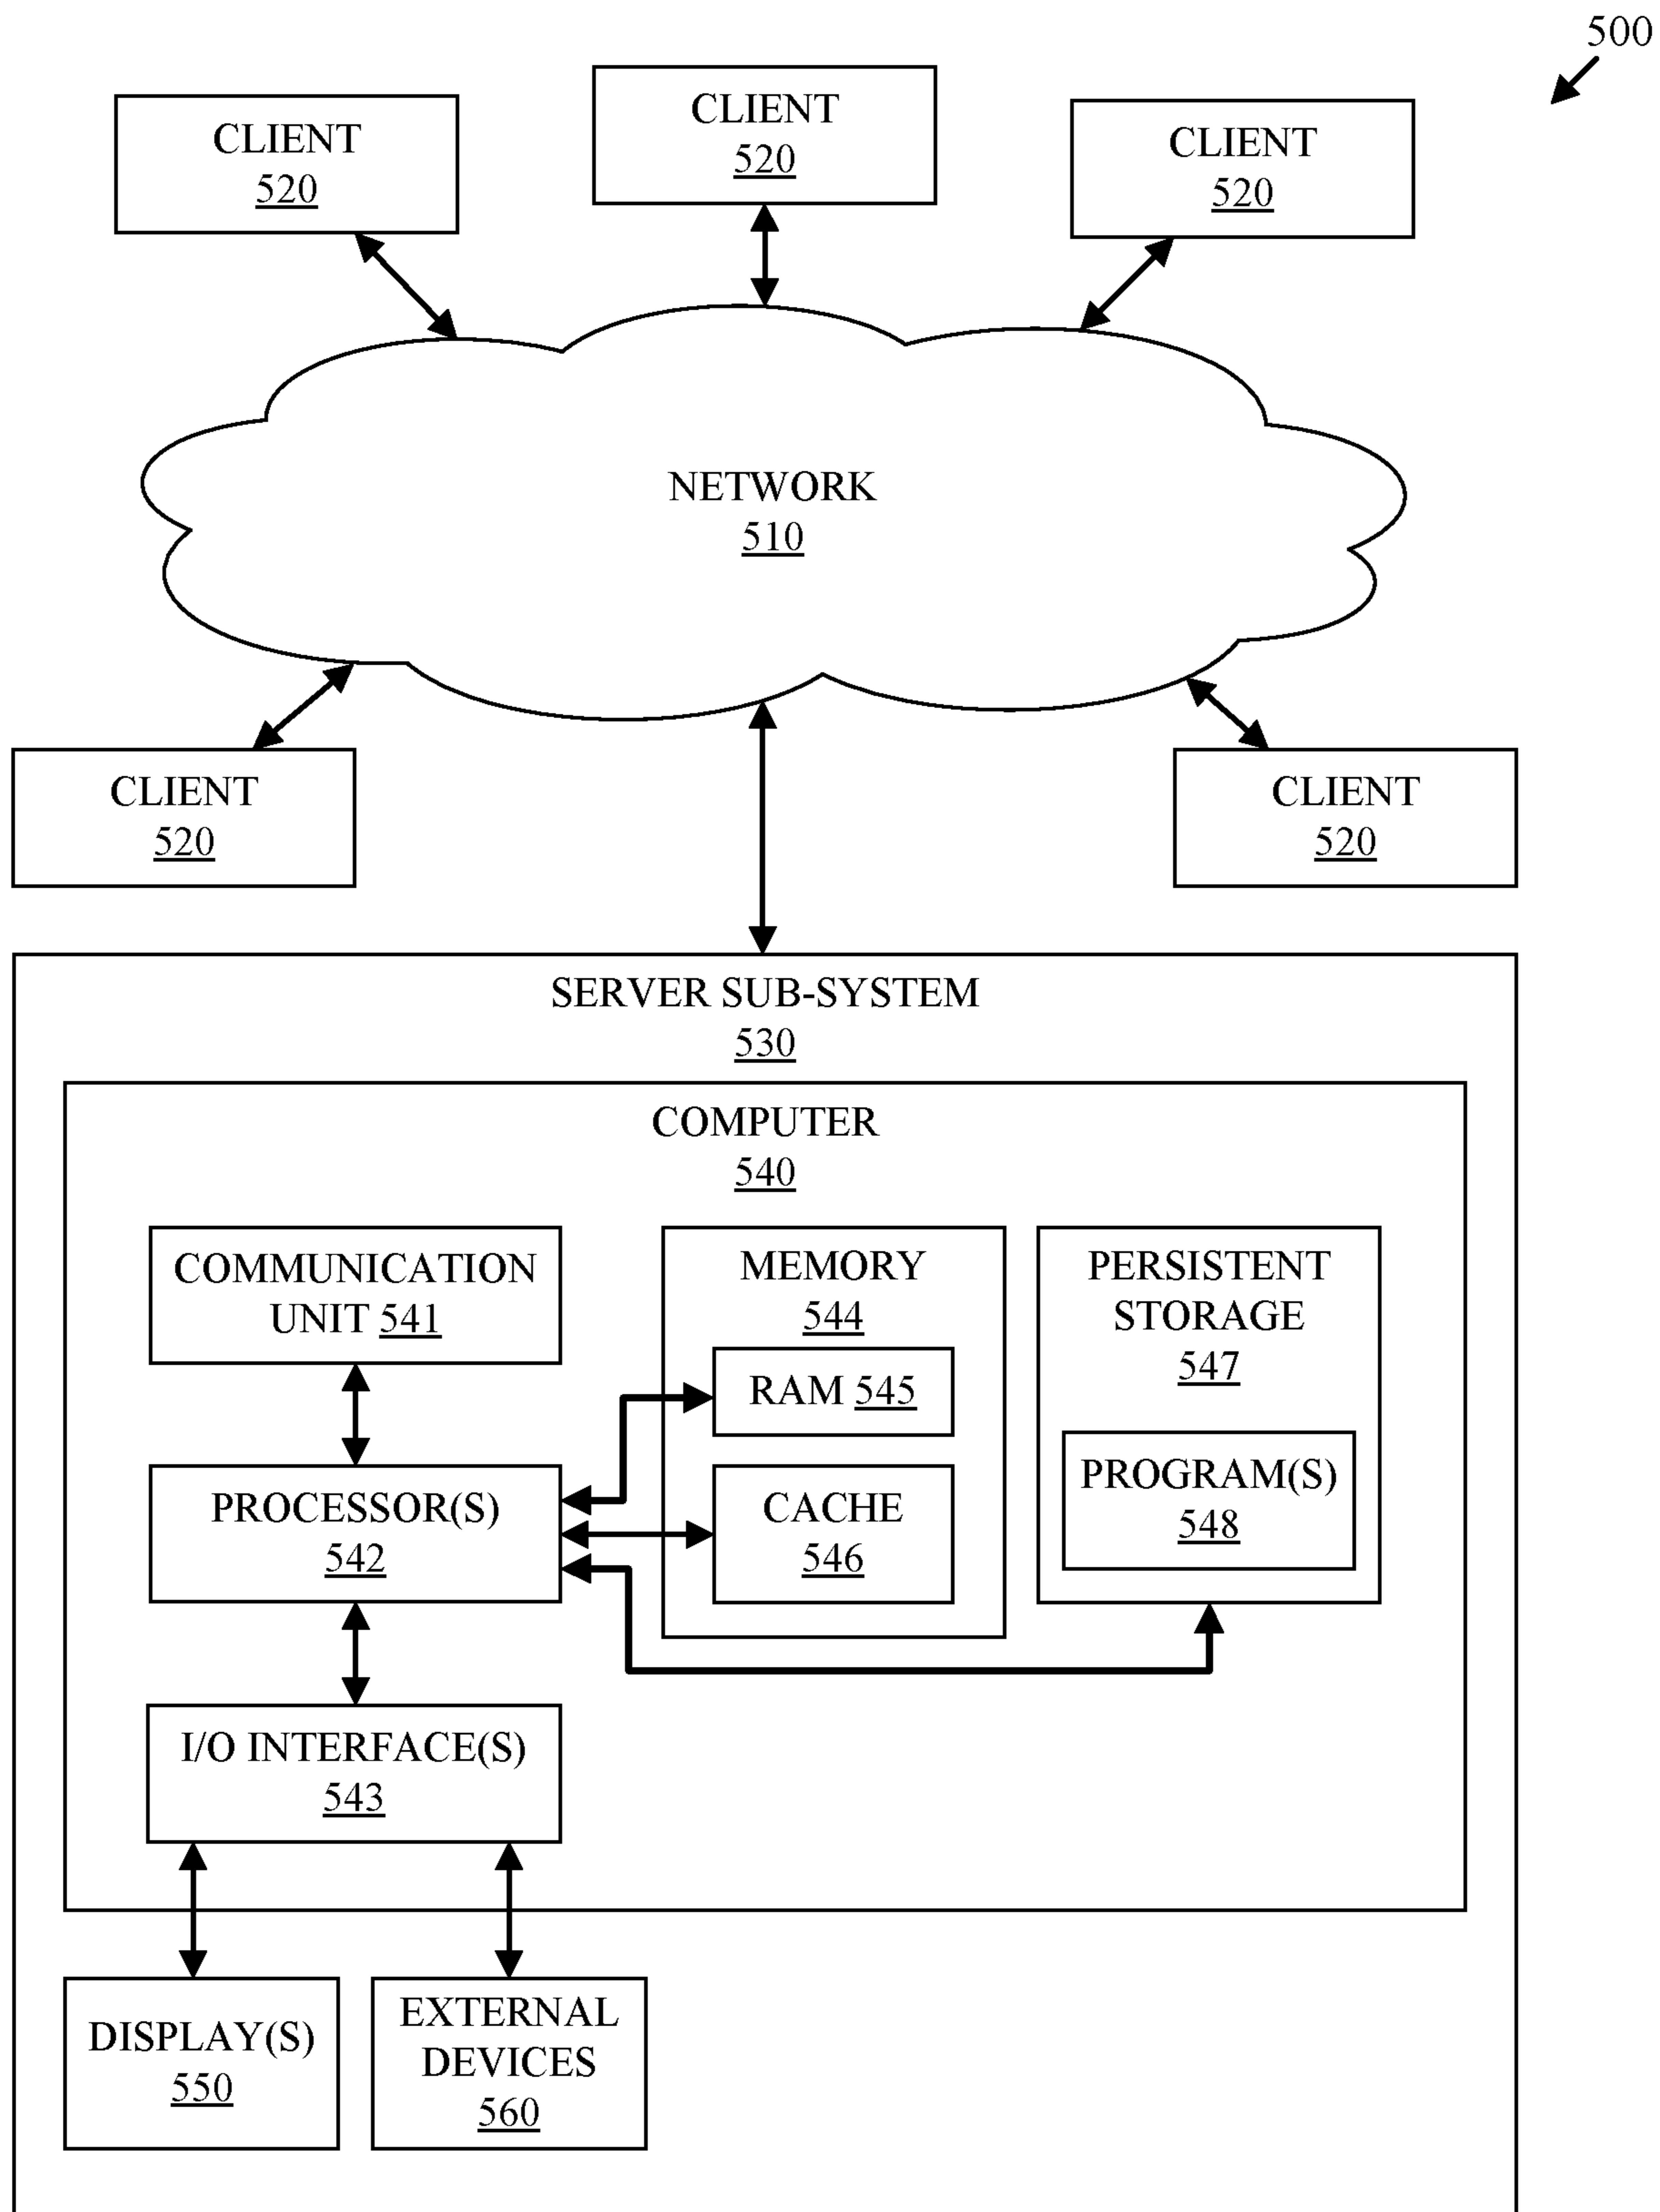 500
CLIENT
520
CLIENT
520
CLIENT
520
NETWORK
510
CLIENT
520
CLIENT
520
SERVER SUB-SYSTEM
530
COMPUTER
540
COMMUNICATION
UNIT 541
MEMORY
544
RAM 545
CACHE
546
PERSISTENT
STORAGE
547
PROGRAM(S)
548
PROCESSOR(S)
542
I/O INTERFACE(S)
543
DISPLAY(S)
550
EXTERNAL
DEVICES
560